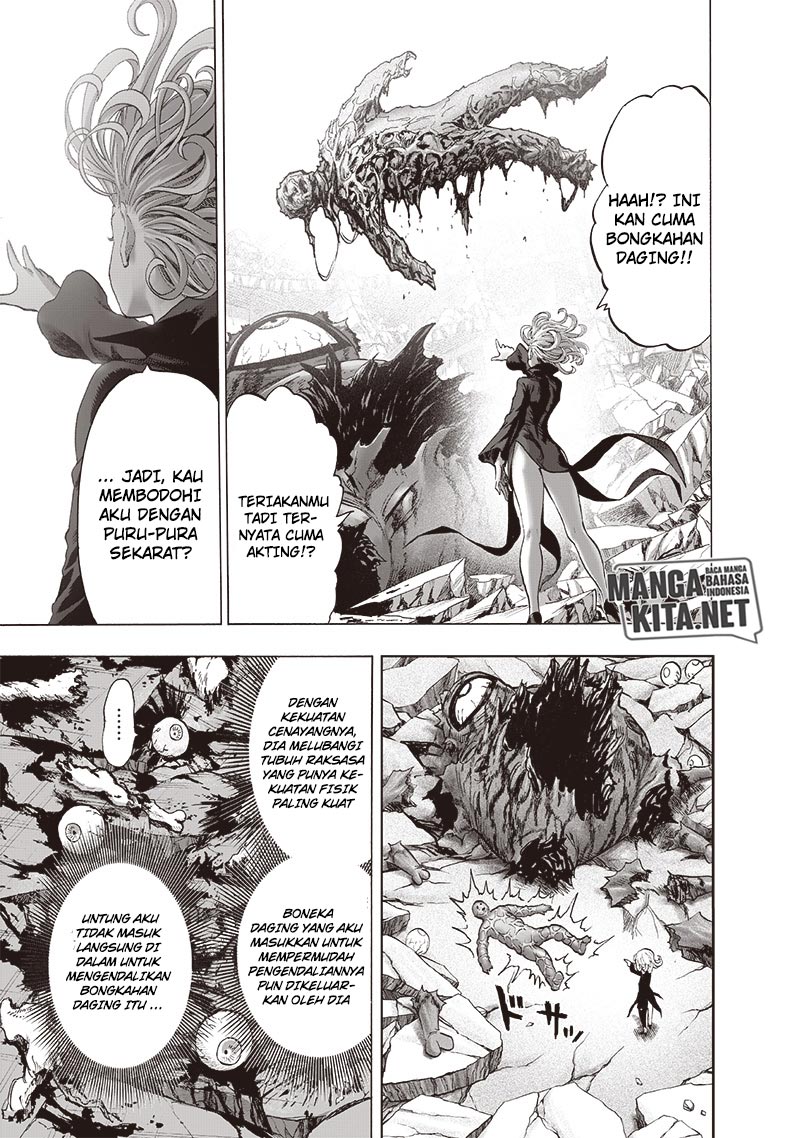 HAAH!? INI
KAN CUMA
BONGKAHAN
DAGING!!
TERIAKANMU
TADI TER-
NYATA CUMA
AKTING!?
... JADI, KAU
MEMBODOHI
AKU DENGAN
PURU-PURA
SEKARAT?
MANGA
BACA MANGA
BAHASA
INDONESIA
KITA.NET
ドサッ
DENGAN
KEKUATAN
CENAYANGNYA,
DIA MELUBANGI
TUBUH RAKSASA
YANG PUNYA KE-
KUATAN FISIK
PALING KUAT
BONEKA
DAGING YANG AKU
MASUKKAN UNTUK
MEMPERMUDAH
PENGENDALIANNYA
PUN DIKELUAR-
KAN OLEH DIA
......
UNTUNG AKU
TIDAK MASUK
LANGSUNG DI
DALAM UNTUK
MENGENDALIKAN
BONGKAHAN
DAGING ITU ...